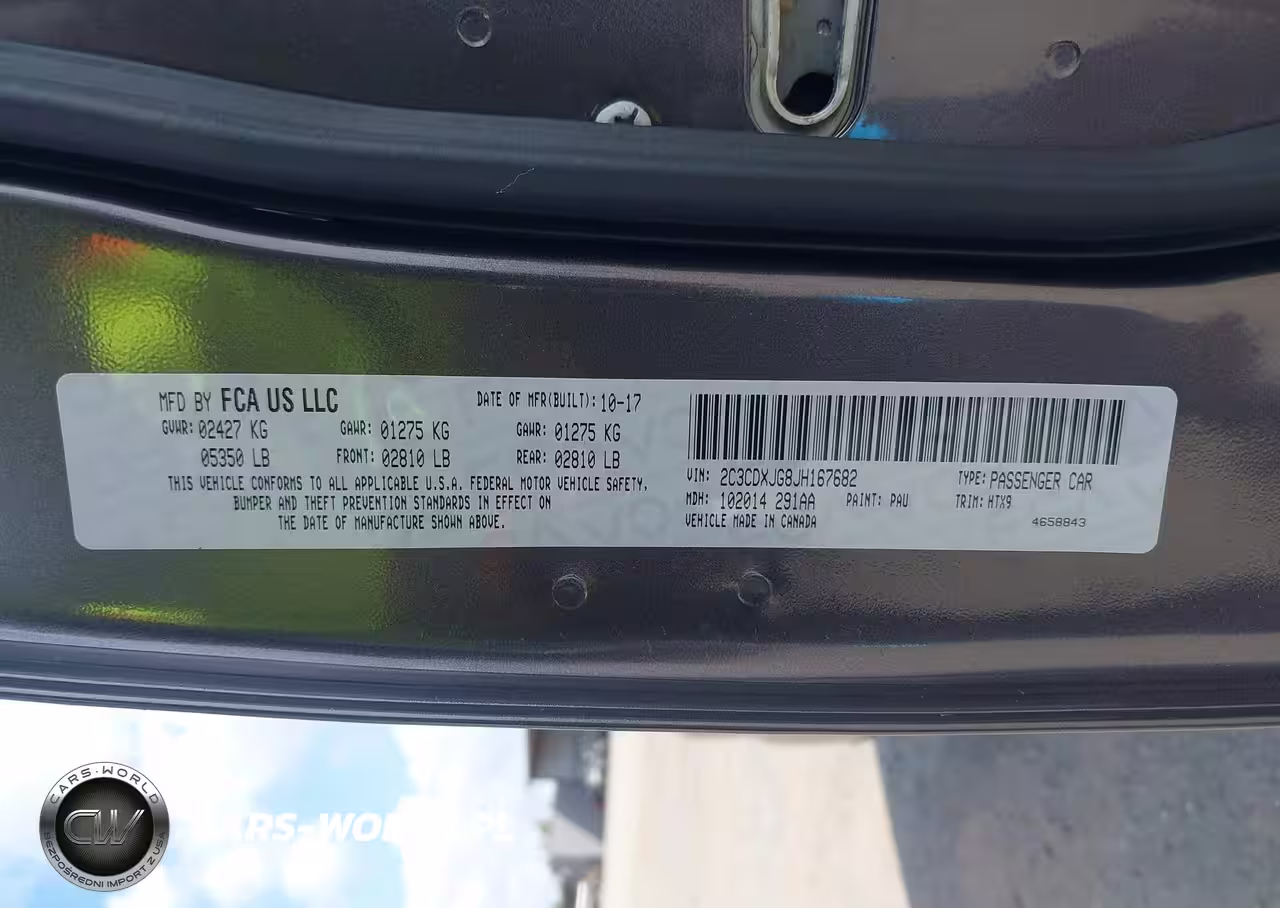 MFD BY FCA US LLC
DATE OF MFR(BUILT): 10-17
GVWR: 02427 KG
GAWR: 01275 KG
GAWR: 01275 KG
05350 LB
FRONT: 02810 LB
REAR: 02810 LB
THIS VEHICLE CONFORMS TO ALL APPLICABLE U.S.A. FEDERAL MOTOR VEHICLE SAFETY,
BUMPER AND THEFT PREVENTION STANDARDS IN EFFECT ON
THE DATE OF MANUFACTURE SHOWN ABOVE.
VIN: 2C3CDXJG8JH167682
TYPE: PASSENGER CAR
MDH: 102014 291AA
PAINT: PAU
TRIM: HTX9
VEHICLE MADE IN CANADA
4658843
CARS-WORLD
CW
BEZPOŚREDNI IMPORT Z USA